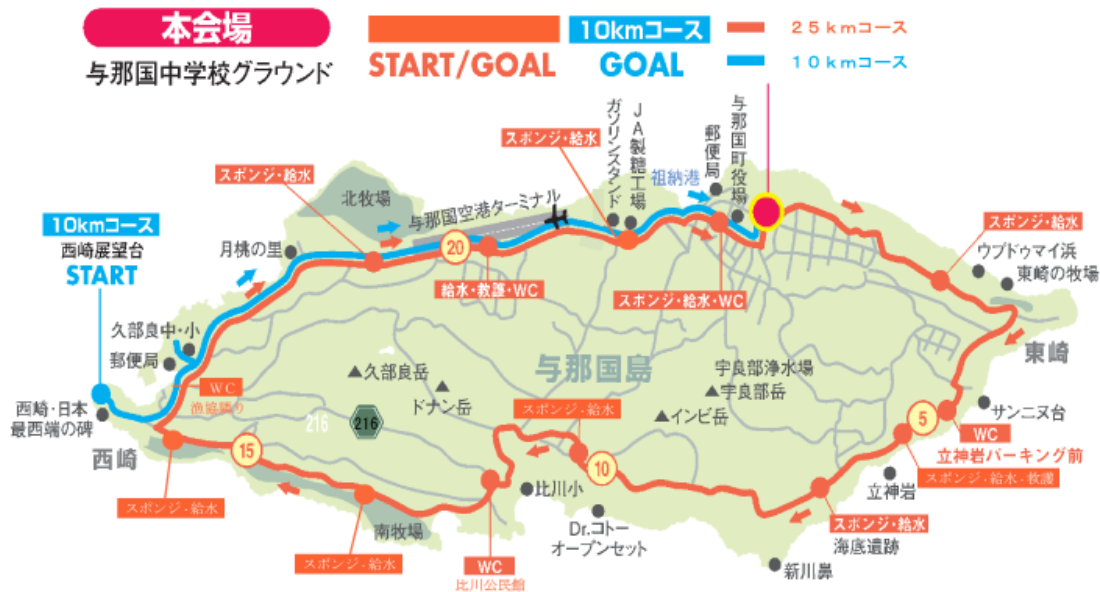 本会場
与那国中学校グラウンド
START/GOAL
10kmコース
GOAL
25kmコース
10kmコース
スポンジ・給水
北牧場
与那国空港ターミナル
スポンジ・給水
ガソリンスタンド
JA製糖工場
祖納港
郵便局
与那国町役場
10kmコース
西崎展望台
START
月桃の里
20
給水・救護・WC
スポンジ・給水・WC
スポンジ・給水
ウブドゥマイ浜
東崎の牧場
東崎
久部良中・小
郵便局
WC
漁協隣り
西崎・日本
最西端の碑
西崎
久部良岳
ドナン岳
与那国島
宇良部浄水場
宇良部岳
インビ岳
216
216
スポンジ-給水
サンニヌ台
5
WC
立神岩パーキング前
スポンジ-給水-救護
立神岩
15
10
スポンジ-給水
南牧場
スポンジ-給水
比川小
Dr.コトー
オープンセット
WC
比川公民館
スポンジ・給水
海底遺跡
新川鼻